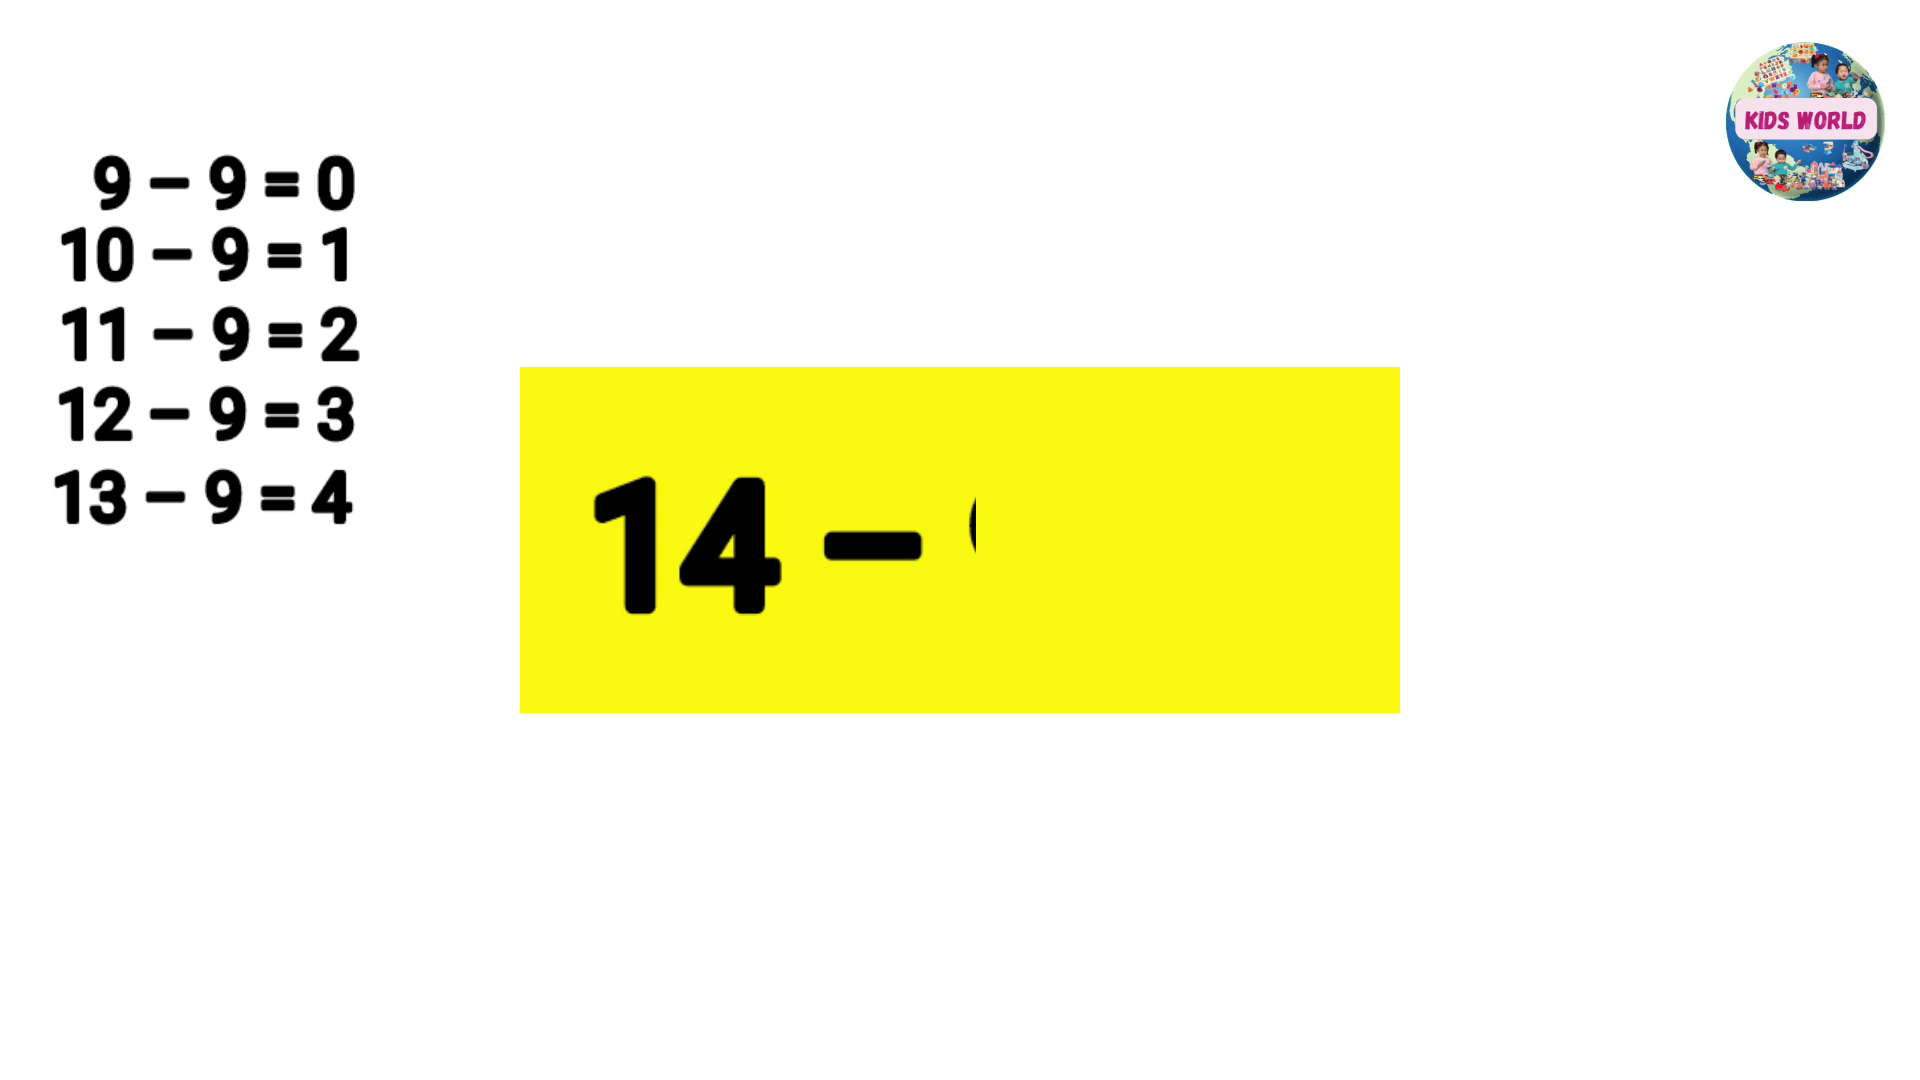 KIDS WORLD
9 – 9 = 0
10 – 9 = 1
11 – 9 = 2
12 – 9 = 3
13 – 9 = 4
14 –